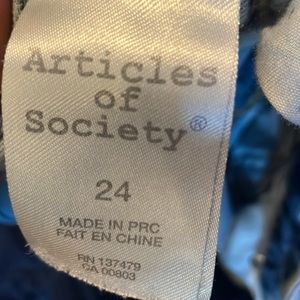 Articles
of
Society®
24
MADE IN PRC
FAIT EN CHINE
RN 137479
CA 00803